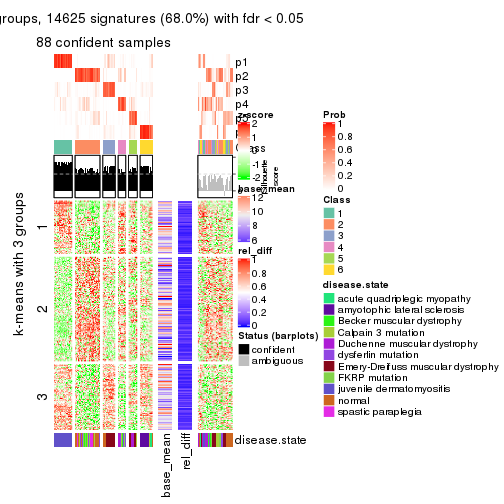 groups, 14625 signatures (68.0%) with fdr < 0.05
88 confident samples
p1
p2
p3
p4
z-score
2
1
0
-1
-2
silhouette
score
base_mean
12
10
8
6
rel_diff
1
0.8
0.6
0.4
0.2
0
Status (barplots)
confident
ambiguous
Prob
1
0.8
0.6
0.4
0.2
0
Class
1
2
3
4
5
6
disease.state
acute quadriplegic myopathy
amyotrophic lateral sclerosis
Becker muscular dystrophy
Calpain 3 mutation
Duchenne muscular dystrophy
dysferlin mutation
Emery-Dreifuss muscular dystrophy
FKRP mutation
juvenile dermatomyositis
normal
spastic paraplegia
k-means with 3 groups
1
2
3
disease.state
base_mean
rel_diff